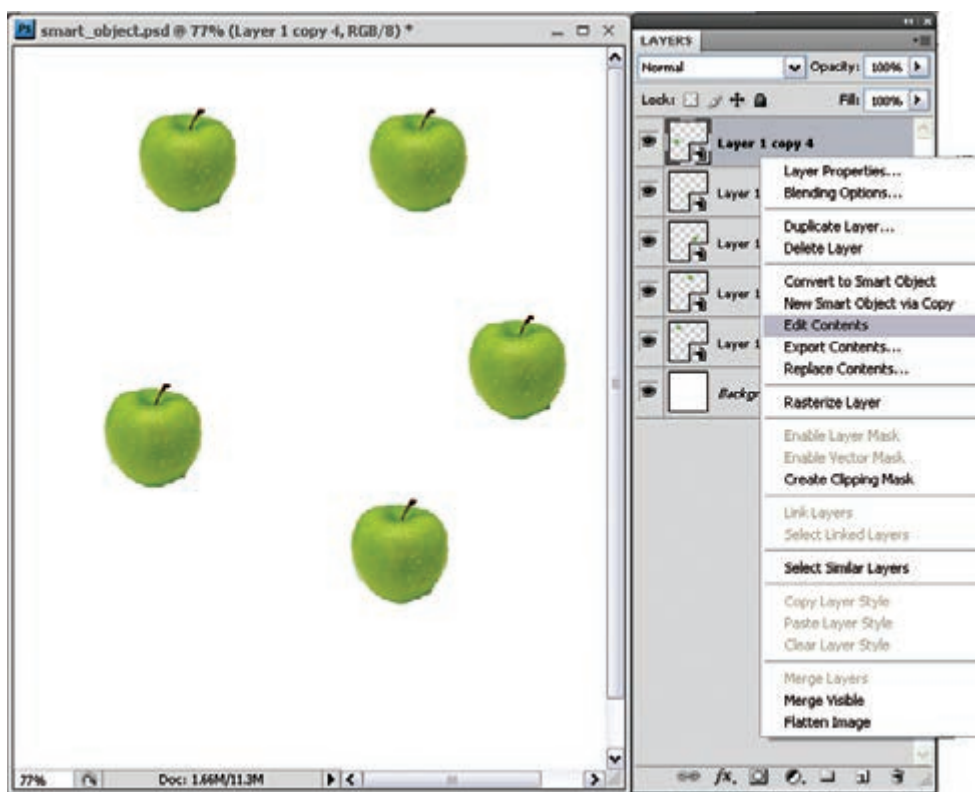 Ps smart_object.psd @ 77% (Layer 1 copy 4, RGB/8) *
77%
Doc: 1.66M/11.3M
LAYERS
Normal
Opacity: 100%
Lock:
Fill: 100%
Layer 1 copy 4
Layer 1
Layer 1
Layer 1
Layer 1
Backgr
Layer Properties...
Blending Options...
Duplicate Layer...
Delete Layer
Convert to Smart Object
New Smart Object via Copy
Edit Contents
Export Contents...
Replace Contents...
Rasterize Layer
Enable Layer Mask
Enable Vector Mask
Create Clipping Mask
Link Layers
Select Linked Layers
Select Similar Layers
Copy Layer Style
Paste Layer Style
Clear Layer Style
Merge Layers
Merge Visible
Flatten Image
fx.